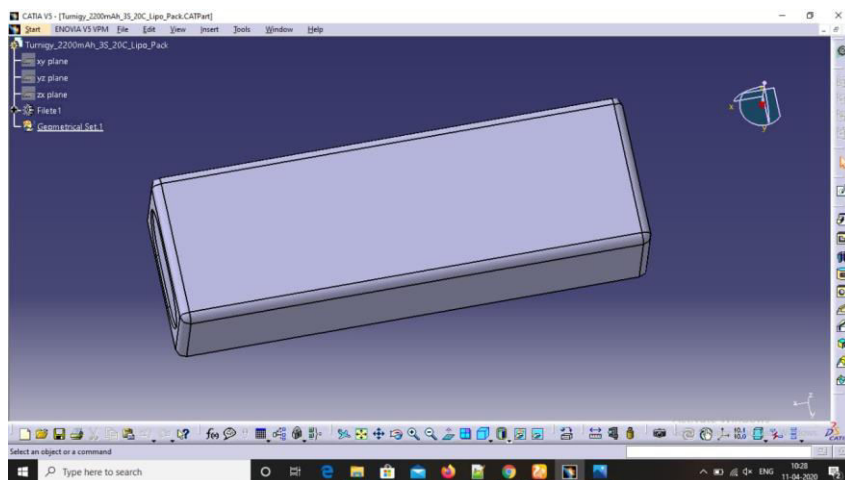 CATIA V5 - [Turnigy_2200mAh_3S_20C_Lipo_Pack.CATPart]
Start ENOVIA V5 VPM File Edit View Insert Tools Window Help
Turnigy_2200mAh_3S_20C_Lipo_Pack
xy plane
yz plane
zx plane
Filete1
Geometrical Set.1
x
y
z
Select an object or a command
Type here to search
ENG
10:28
11-04-2020